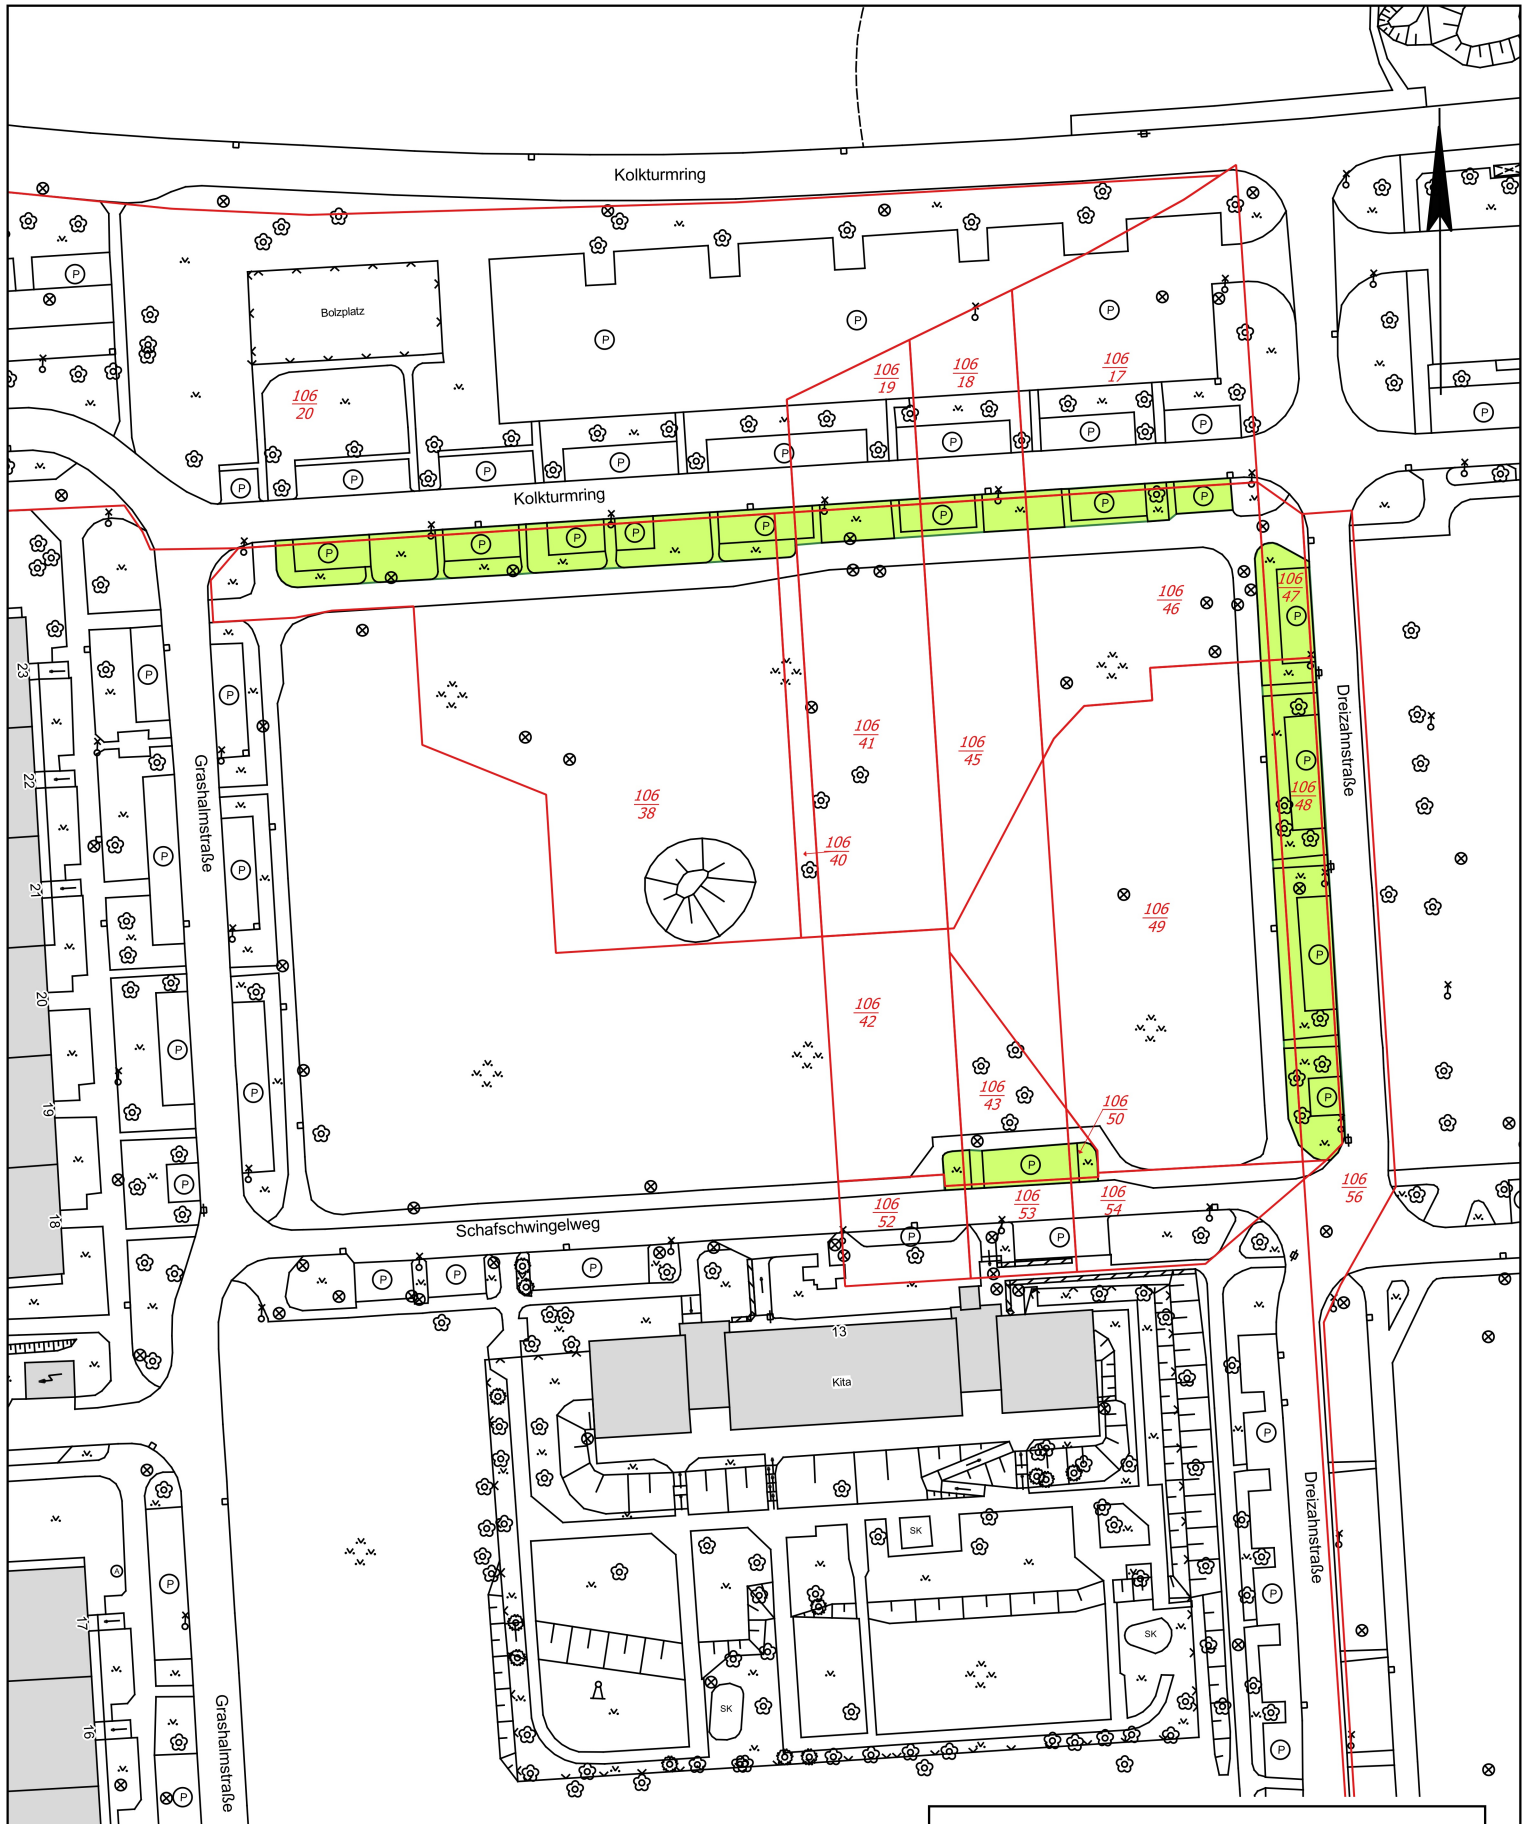 Kolkturmring
P
P
Bolzplatz
P
P
106
19
106
18
106
17
106
20
P
P
P
P
P
P
P
P
P
P
Kolkturmring
P
P
P
P
P
P
P
P
106
47
106
46
P
23
P
P
Dreizahnstraße
106
41
106
45
P
22
Grashalmstraße
106
38
106
48
106
40
P
P
21
106
49
P
20
106
42
P
19
P
106
43
106
50
P
P
P
18
106
52
106
53
106
54
106
56
Schafschwingelweg
P
P
P
P
P
13
Kita
P
Dreizahnstraße
SK
A
P
P
17
SK
Grashalmstraße
SK
16
P
P